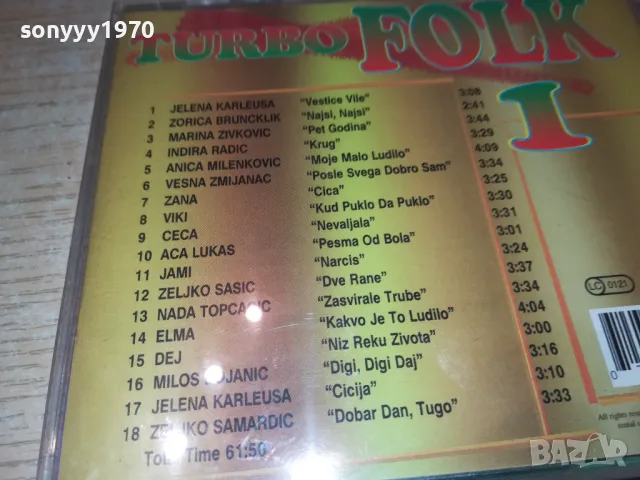 sonyyy1970
TURBO FOLK
1
1 JELENA KARLEUSA "Vestice Vile" 3:08
2 ZORICA BRUNCKLIK "Najsi, Najsi" 2:41
3 MARINA ZIVKOVIC "Pet Godina" 3:44
4 INDIRA RADIC "Krug" 3:29
5 ANICA MILENKOVIC "Moje Malo Ludilo" 4:09
6 VESNA ZMIJANAC "Posle Svega Dobro Sam" 3:34
7 ZANA "Cica" 3:25
8 VIKI "Kud Puklo Da Puklo" 3:30
9 CECA "Nevaljala" 3:31
10 ACA LUKAS "Pesma Od Bola" 3:01
11 JAMI "Narcis" 3:24
12 ZELJKO SASIC "Dve Rane" 3:37
13 NADA TOPCAGIC "Zasvirale Trube" 3:34
14 ELMA "Kakvo Je To Ludilo" 4:04
15 DEJ "Niz Reku Zivota" 3:00
16 MILOS BOJANIC "Digi, Digi Daj" 3:16
17 JELENA KARLEUSA "Cicija" 3:10
18 ZELJKO SAMARDIC "Dobar Dan, Tugo" 3:33
Total Time 61:50
LC 0121
0
All rights
bazar